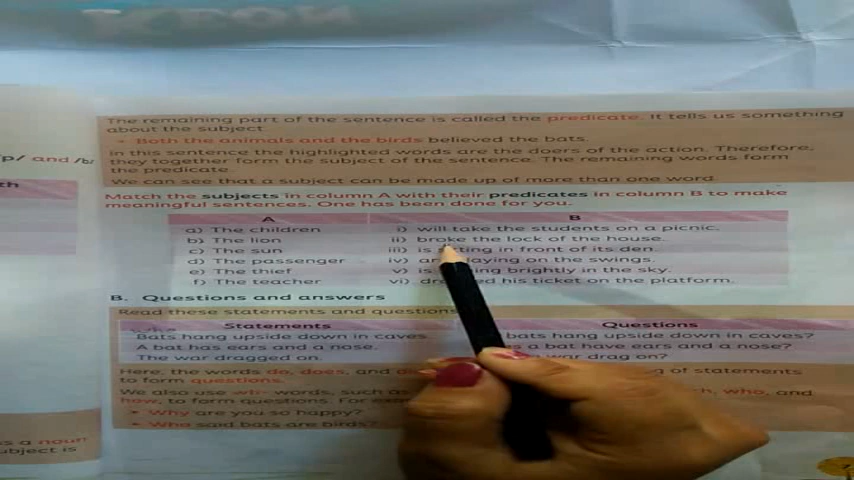 The remaining part of the sentence is called the predicate. It tells us something
about the subject.
• Both the animals and the birds believed the bats.
In this sentence the highlighted words are the doers of the action. Therefore,
they together form the subject of the sentence. The remaining words form
the predicate.
We can see that a subject can be made up of more than one word.
/p/ and /b/
Match the subjects in column A with their predicates in column B to make
meaningful sentences. One has been done for you.
A B
a) The children i) will take the students on a picnic.
b) The lion ii) broke the lock of the house.
c) The sun iii) is sitting in front of its den.
d) The passenger iv) are playing on the swings.
e) The thief v) is shining brightly in the sky.
f) The teacher vi) his ticket on the platform.
B. Questions and answers
Read these statements and questions
Statements Questions
Bats hang upside down in caves. bats hang upside down in caves?
A bat has ears and a nose. a bat have ears and a nose?
The war dragged on. war drag on?
Here, the words do, does, and of statements
to form questions.
We also use wh- words, such as who, and
how, to form questions. For
• Why are you so happy?
• Who said bats are birds?
s a noun
ubject is